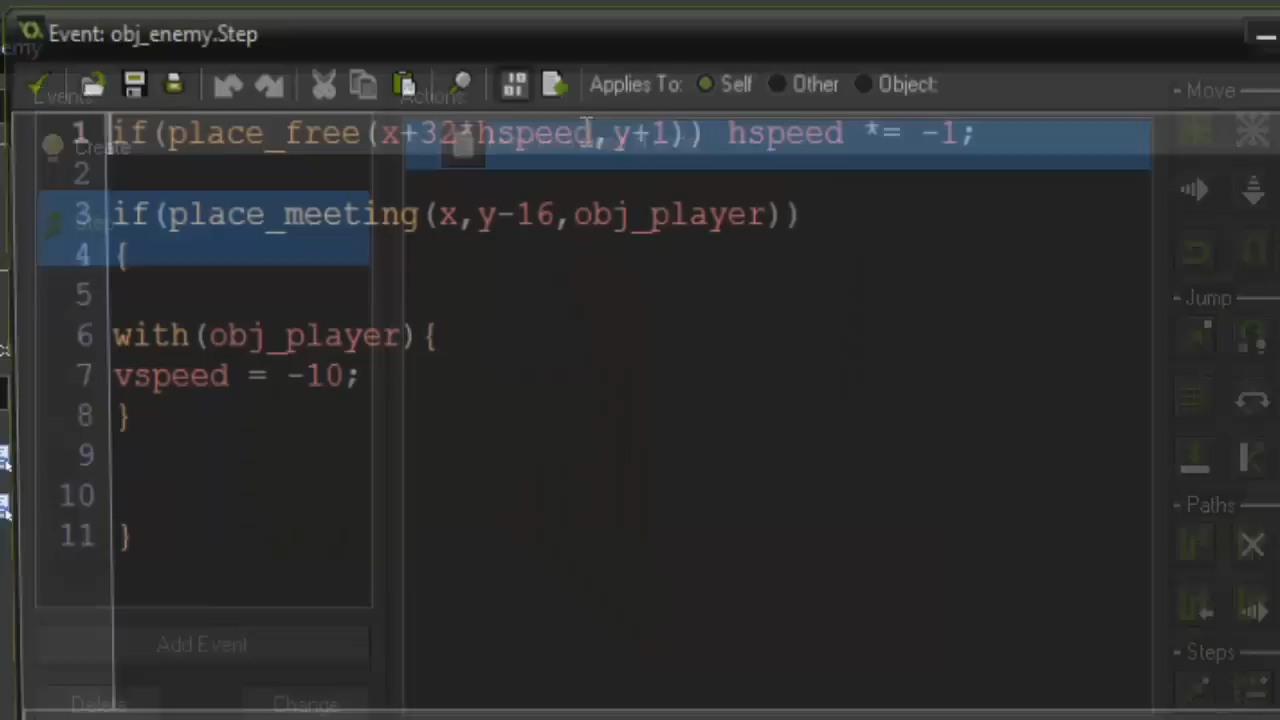 Event: obj_enemy.Step
emy
Applies To: Self Other Object:
Events
Actions
Move
1 if(place_free(x+32*hspeed,y+1)) hspeed *= -1;
Create
2
3 if(place_meeting(x,y-16,obj_player))
Step
4 {
5
Jump
6 with(obj_player){
7 vspeed = -10;
8 }
9
10
Paths
11 }
Add Event
Steps
Delete
Change